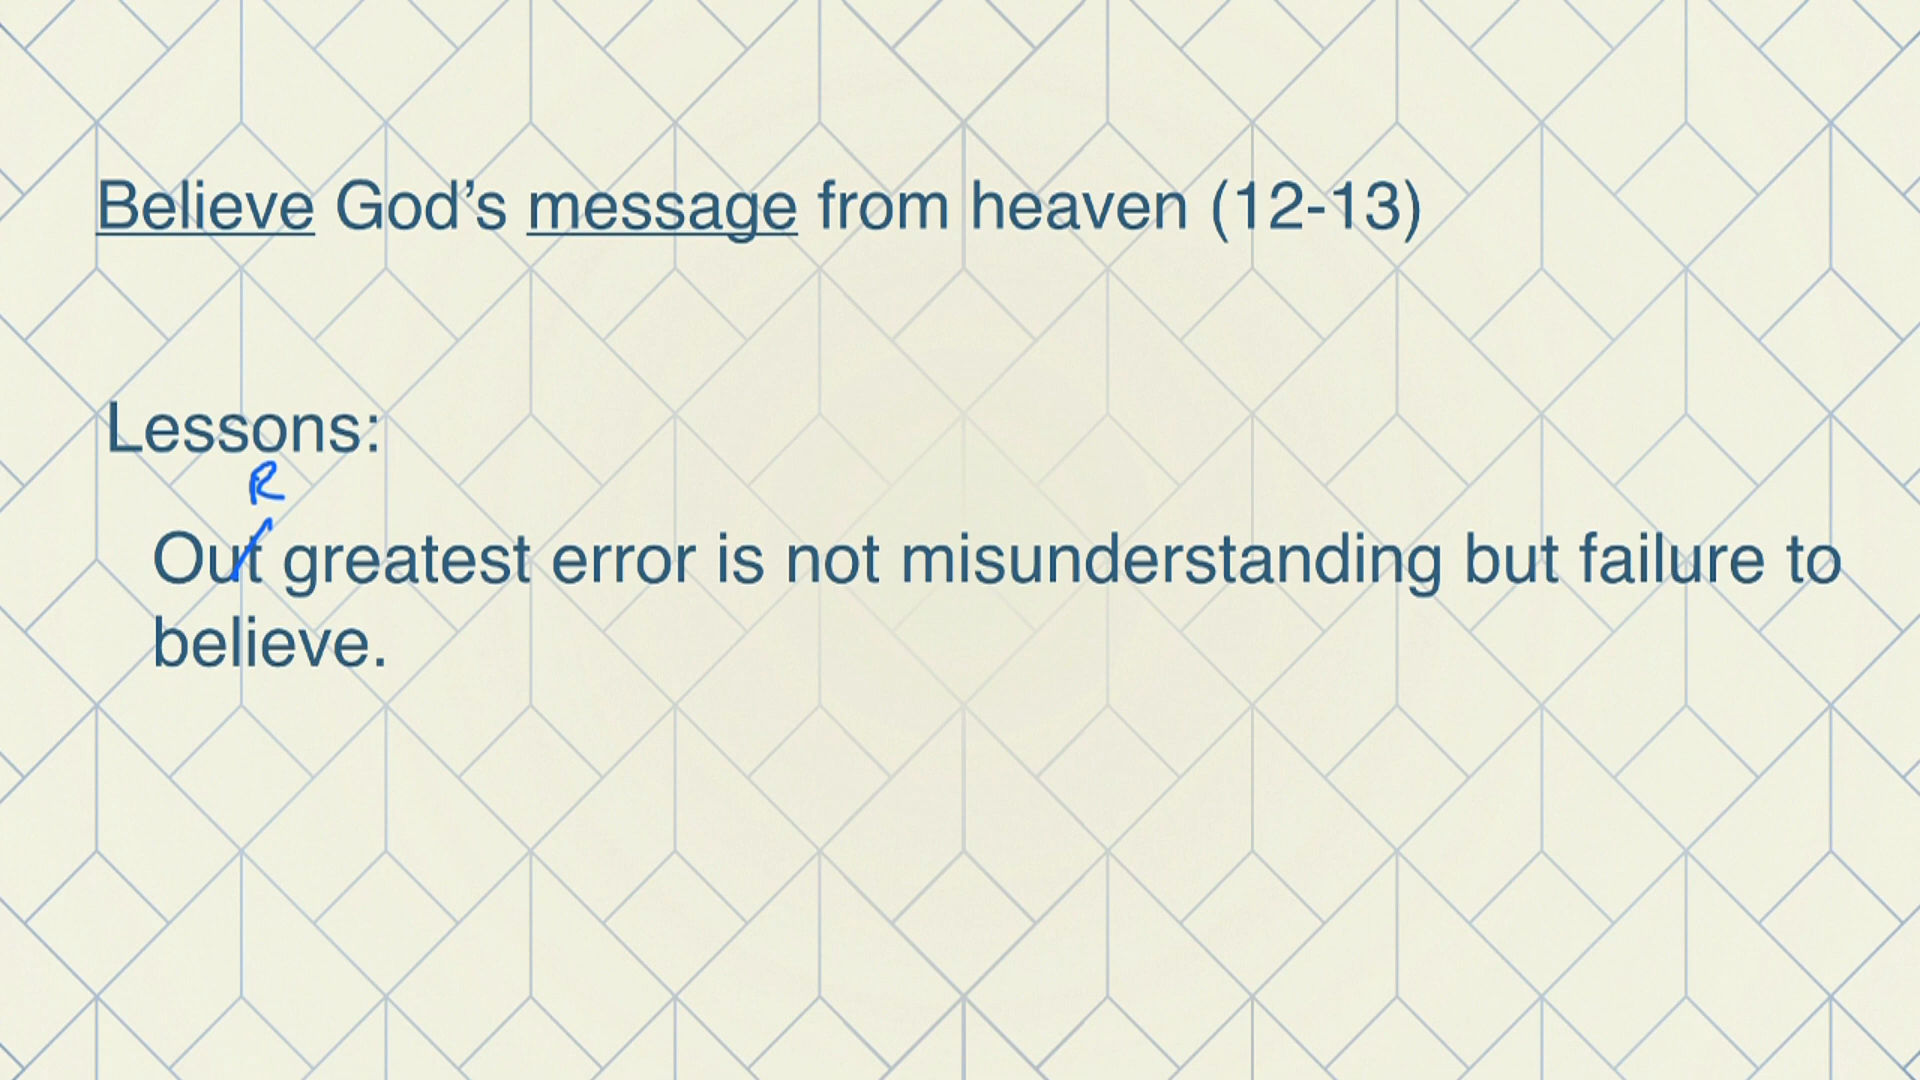 Believe God’s message from heaven (12-13)
Lessons:
R
Out greatest error is not misunderstanding but failure to
believe.